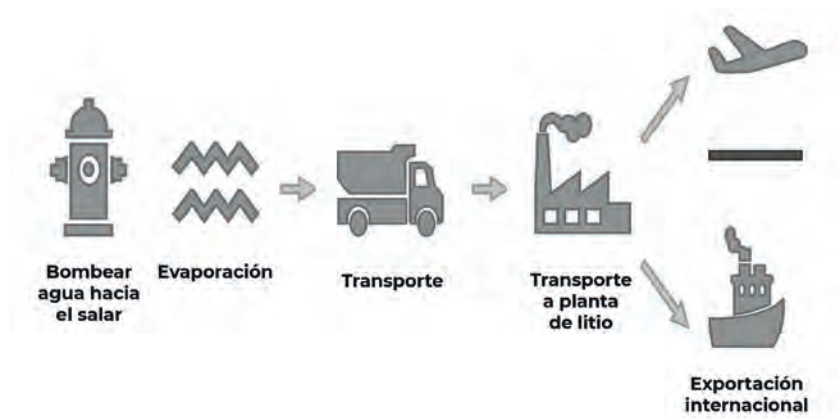 Bombear
agua hacia
el salar
Evaporación
Transporte
Transporte
a planta
de litio
Exportación
internacional